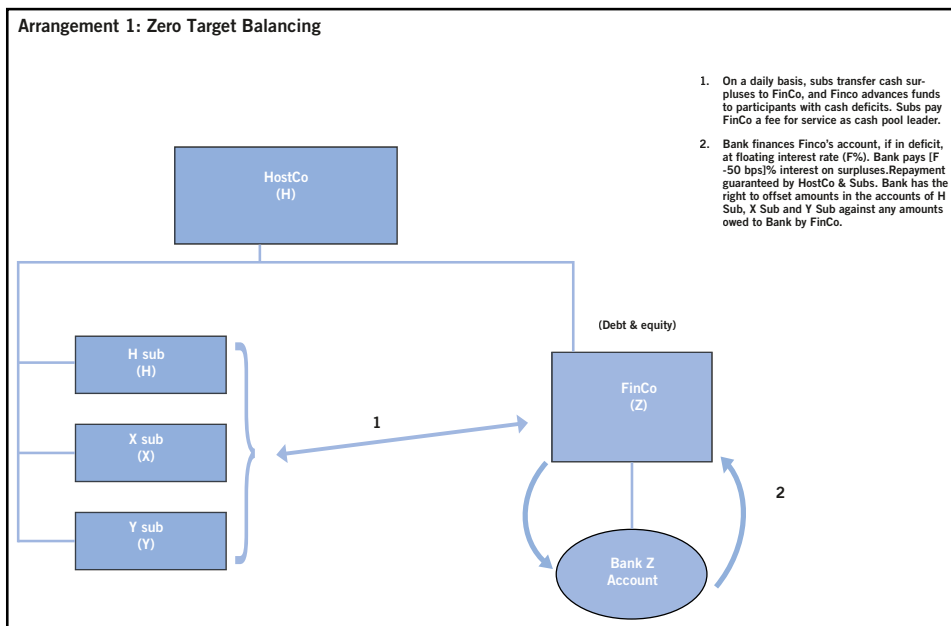 Arrangement 1: Zero Target Balancing
1. On a daily basis, subs transfer cash sur-
pluses to FinCo, and Finco advances funds
to participants with cash deficits. Subs pay
FinCo a fee for service as cash pool leader.
2. Bank finances Finco's account, if in deficit,
at floating interest rate (F%). Bank pays [F
-50 bps]% interest on surpluses.Repayment
guaranteed by HostCo & Subs. Bank has the
right to offset amounts in the accounts of H
Sub, X Sub and Y Sub against any amounts
owed to Bank by FinCo.
HostCo
(H)
(Debt & equity)
H sub
(H)
FinCo
(Z)
1
X sub
(X)
2
Y sub
(Y)
Bank Z
Account